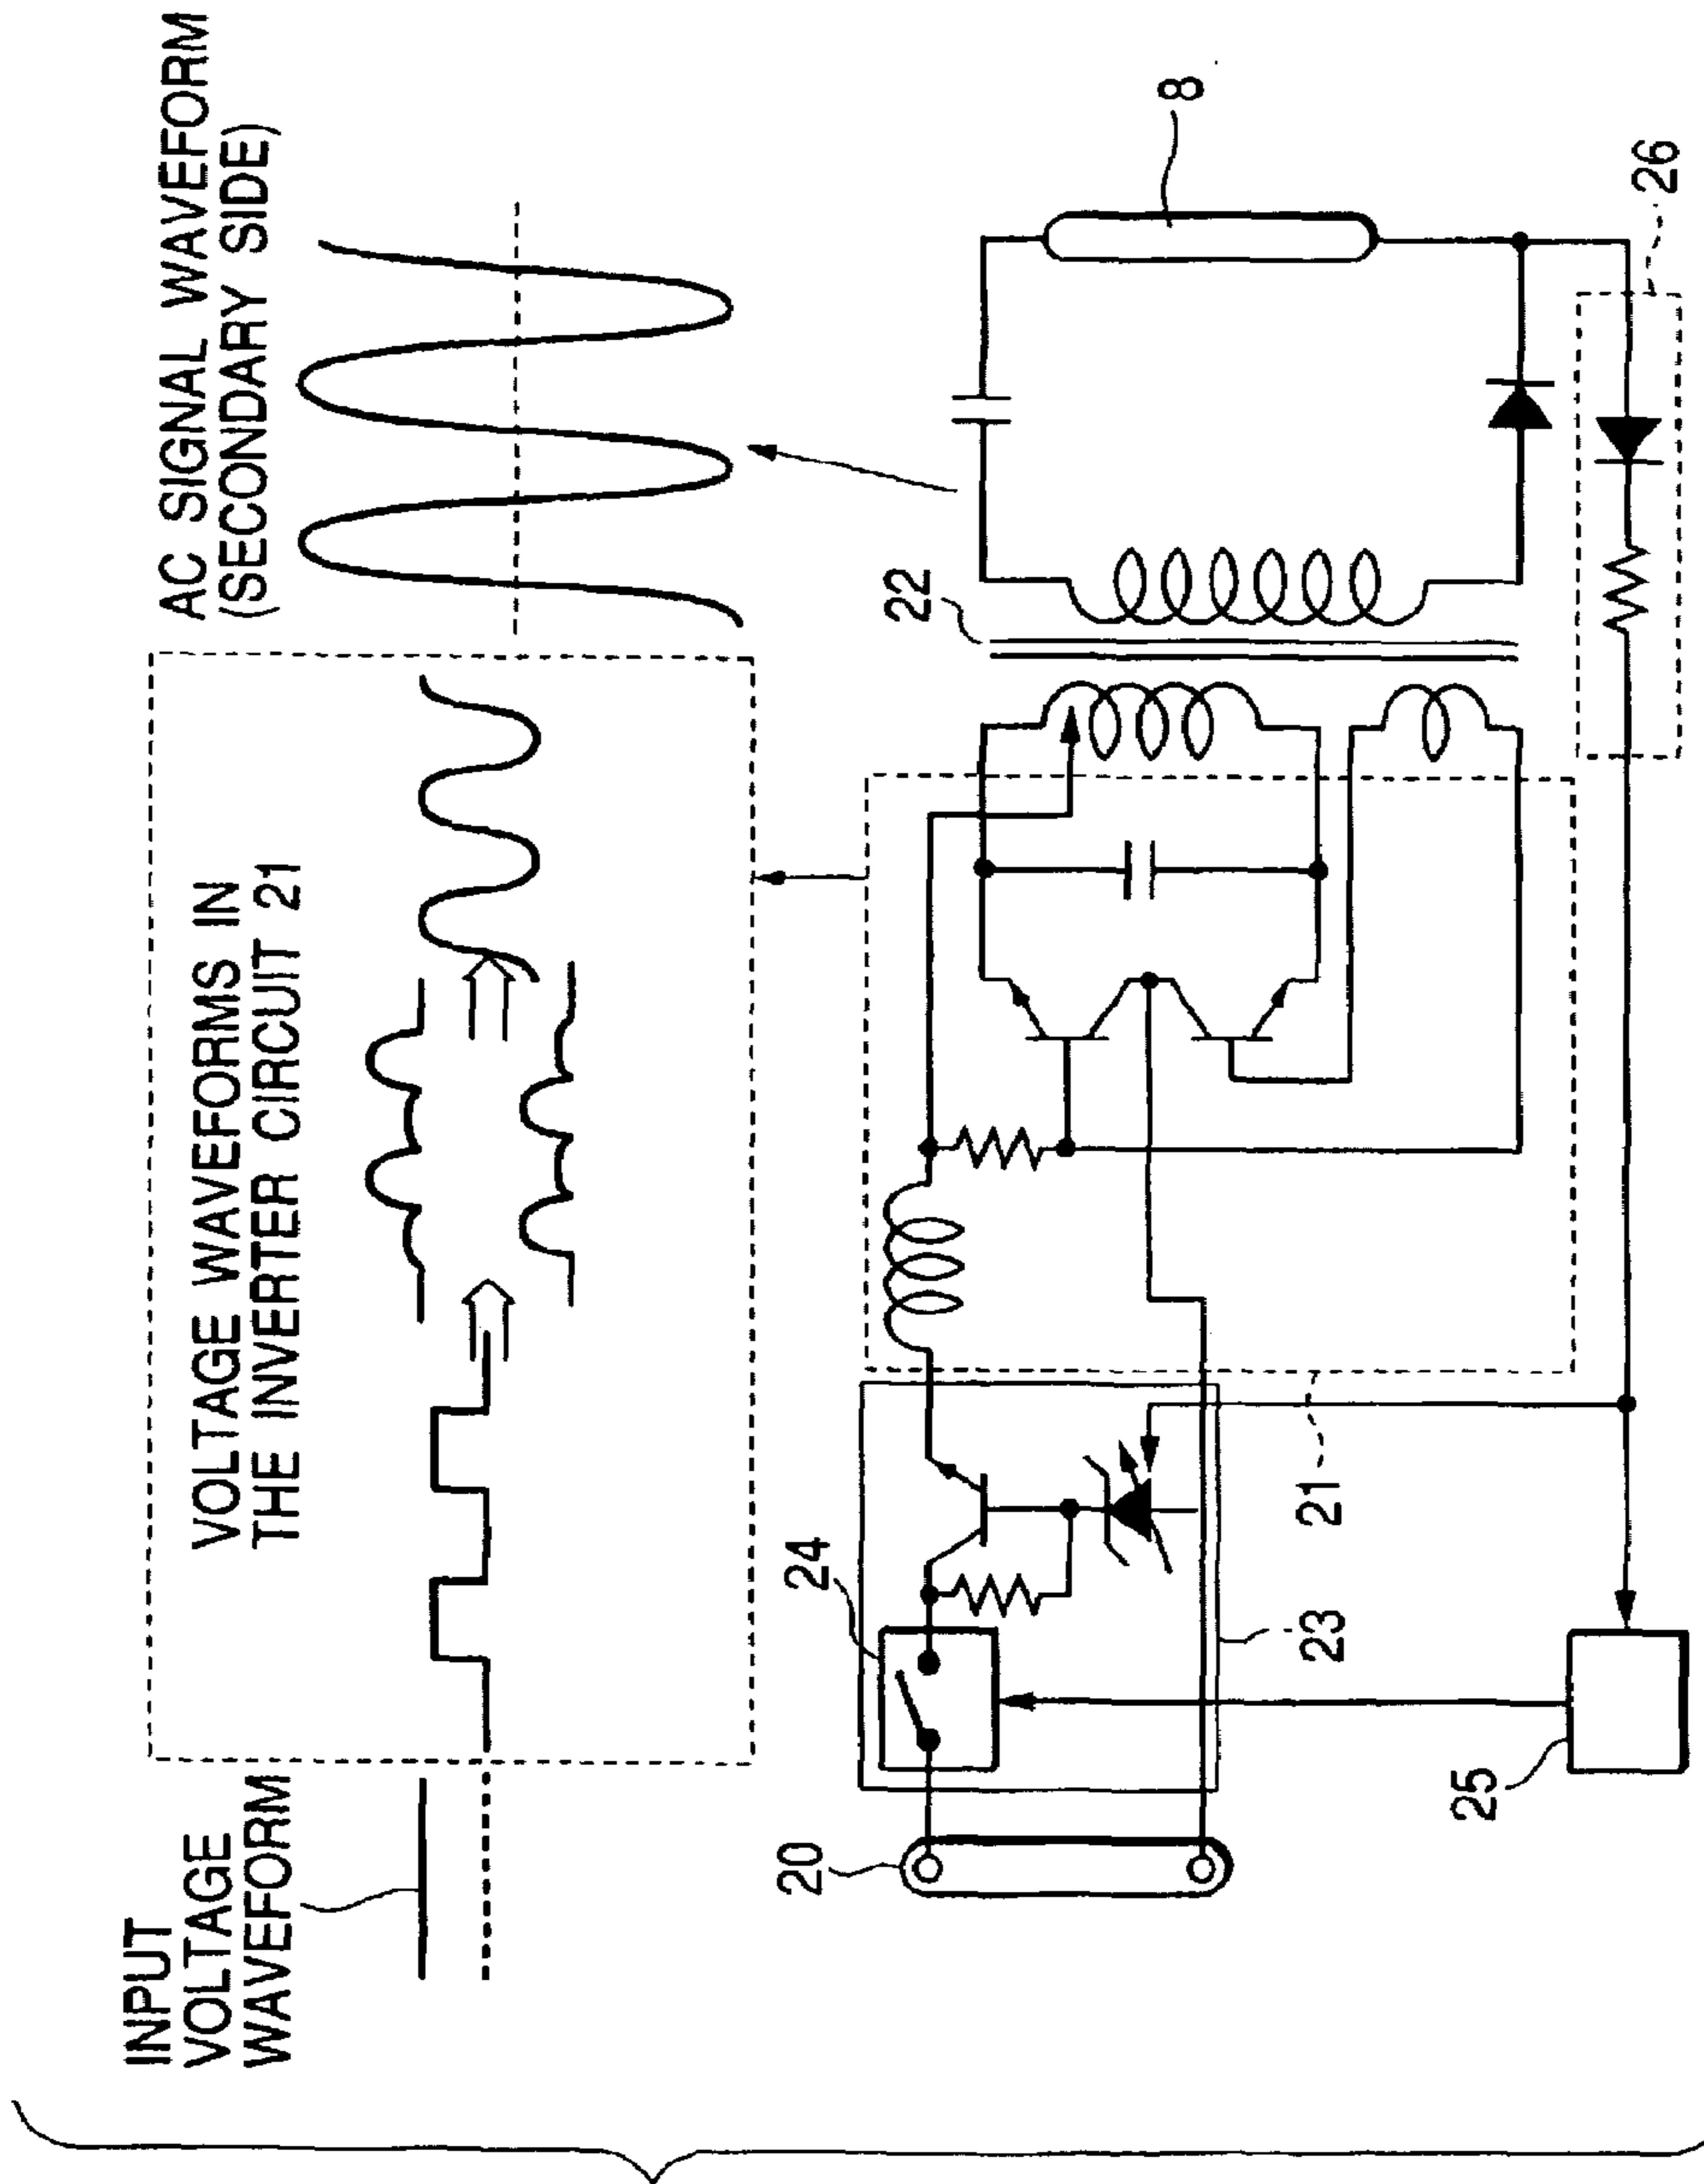 INPUT
VOLTAGE
WAVEFORM
VOLTAGE WAVEFORMS IN
THE INVERTER CIRCUIT 21
AC SIGNAL WAVEFORM
(SECONDARY SIDE)
20
24
22
8
23
21
25
26